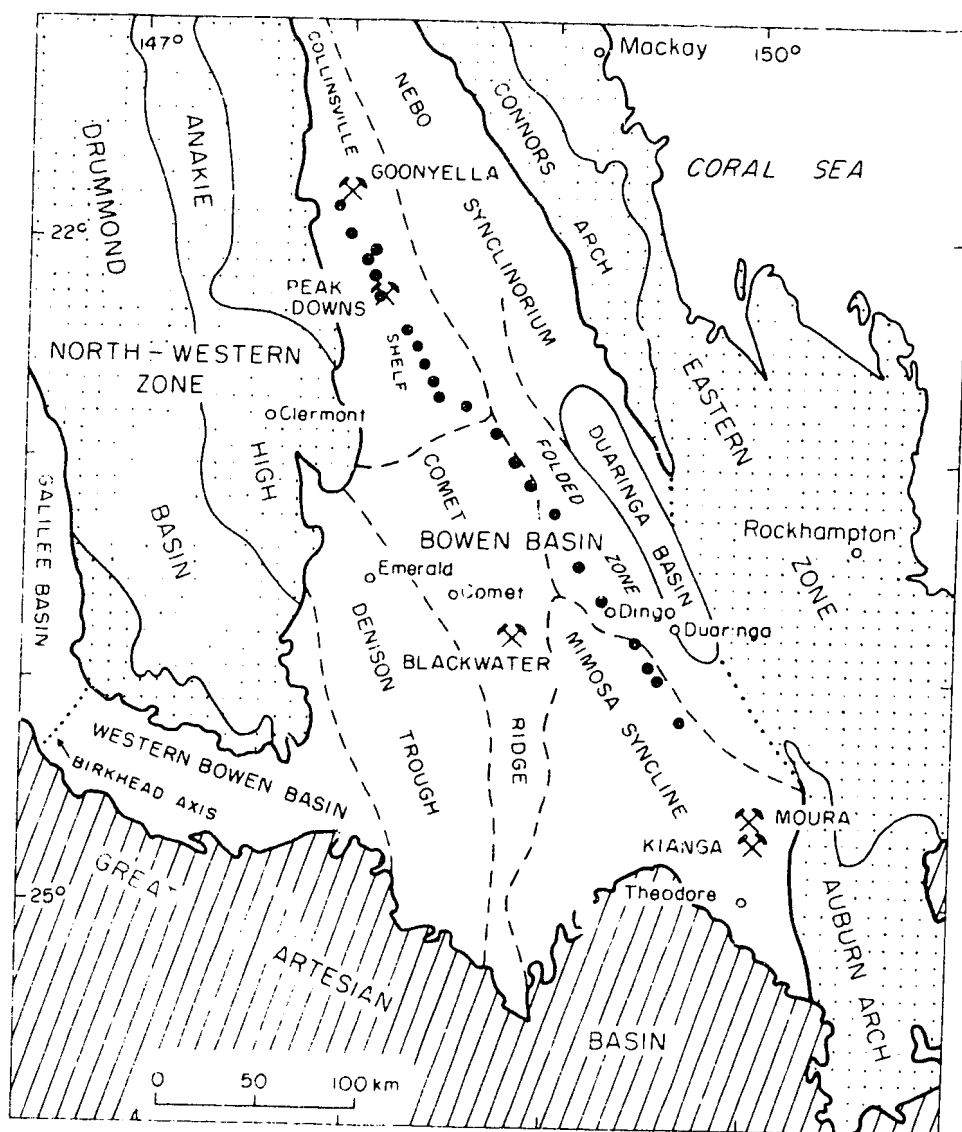 147°
150°
Mackay
COLLINSVILLE
SHELF
NEBO
SYNCLINORIUM
CONNORS
ARCH
CORAL SEA
DRUMMOND
BASIN
ANAKIE
HIGH
GOONYELLA
22°
PEAK
DOWNS
NORTH-WESTERN
ZONE
Clermont
EASTERN
ZONE
DUARINGA
BASIN
FOLDED
ZONE
COMET
RIDGE
GALILEE BASIN
BOWEN BASIN
Rockhampton
Emerald
Comet
Dingo
Duaringa
BLACKWATER
DENISON
TROUGH
MIMOSA
SYNCLINE
WESTERN BOWEN BASIN
BIRKHEAD AXIS
MOURA
KIANGA
Theodore
25°
GREAT
ARTESIAN
BASIN
AUBURN ARCH
0 50 100 km